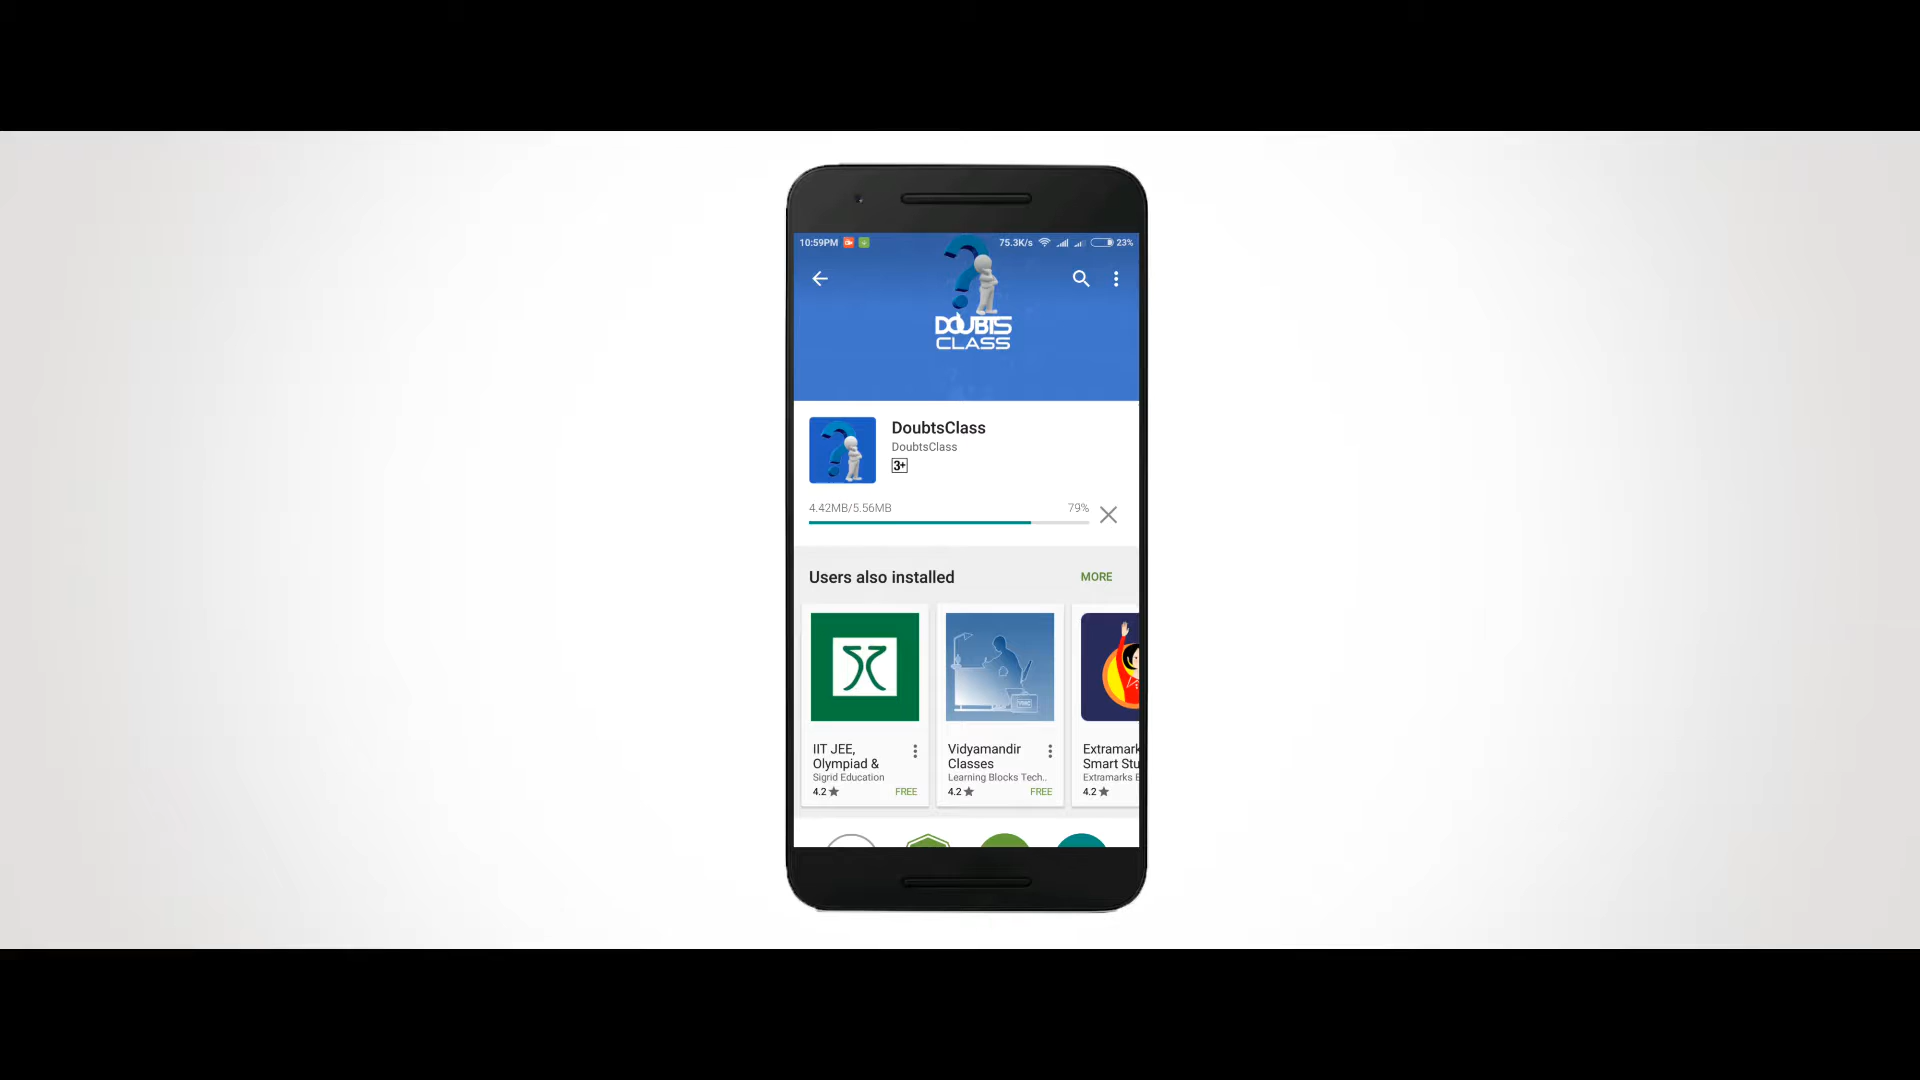 10:59PM 75.3K/s 23%
DOUBTS
CLASS
DoubtsClass
DoubtsClass
3+
4.42MB/5.56MB 79%
Users also installed MORE
IIT JEE,
Olympiad &
Sigrid Education
4.2 FREE
Vidyamandir
Classes
Learning Blocks Tech..
4.2 FREE
Extramark
Smart Stu
Extramarks E
4.2